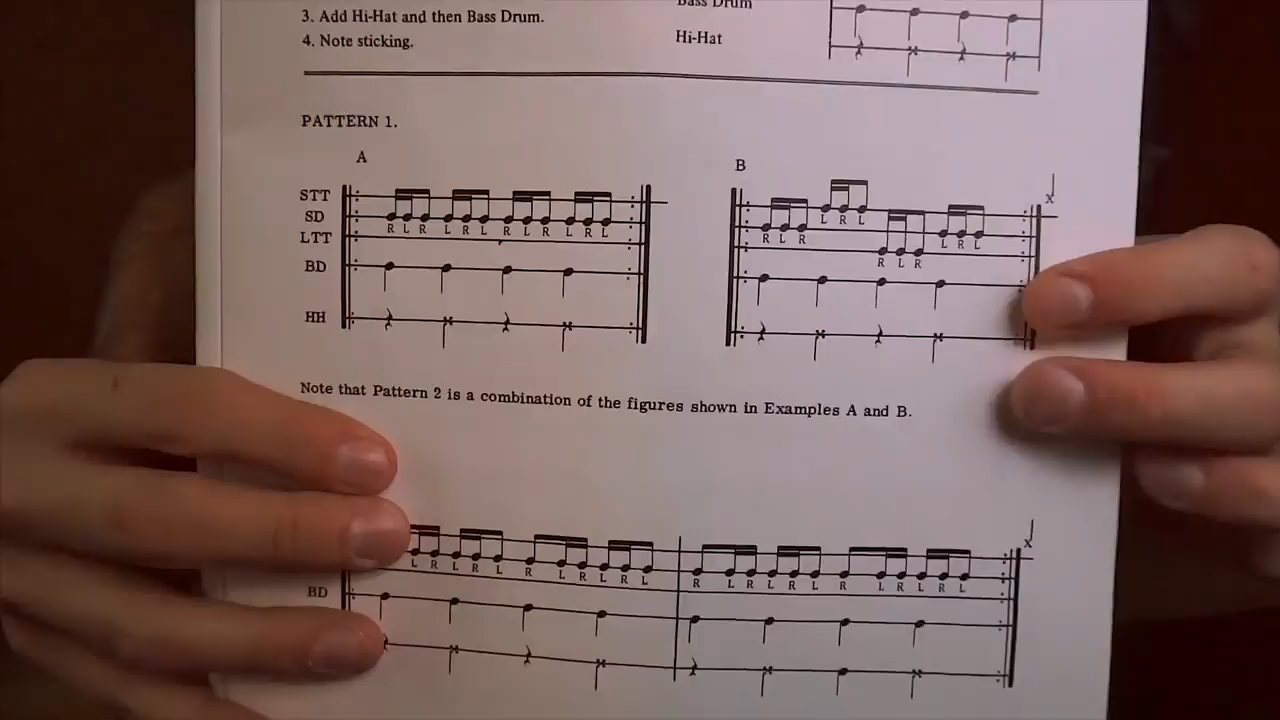 3. Add Hi-Hat and then Bass Drum.
4. Note sticking.
Bass Drum
Hi-Hat
PATTERN 1.
A
STT
SD
R L R L R L R L R L R L
LTT
BD
HH
B
L R L
R L R
L R L
R L R
x
Note that Pattern 2 is a combination of the figures shown in Examples A and B.
x
L R L R L R L R L R L
R L R L R L R L R L R L
BD